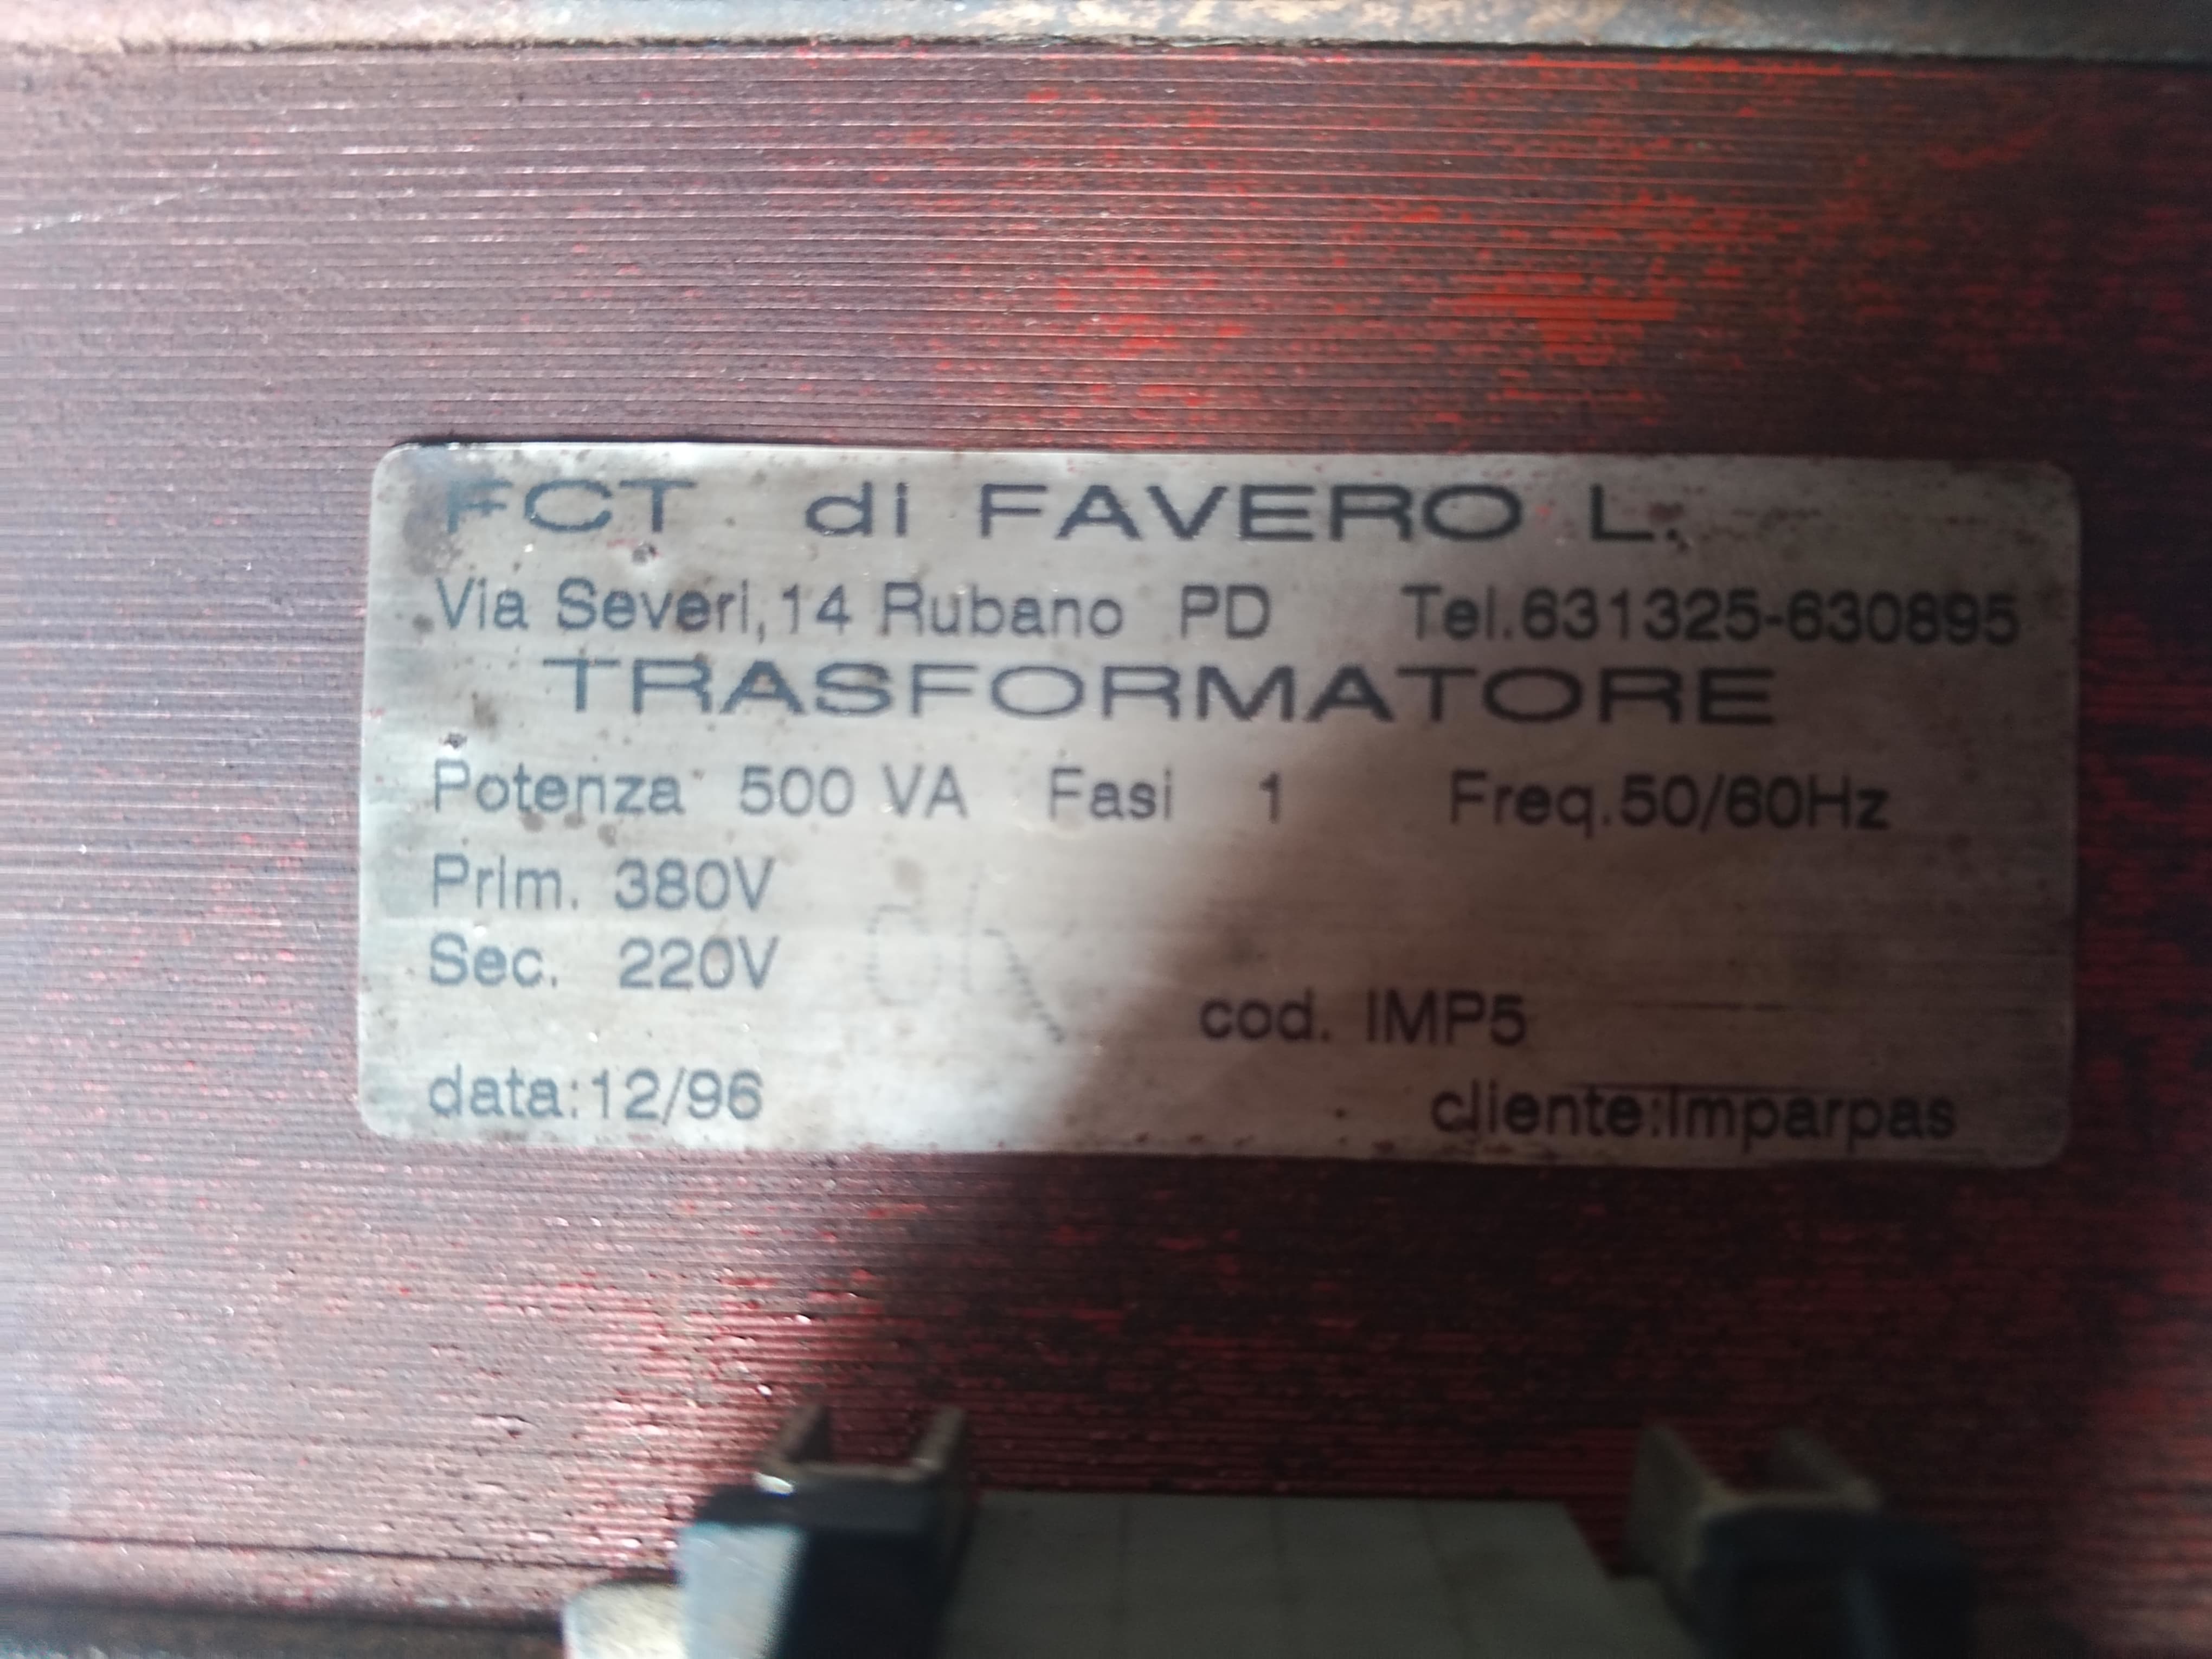 FCT di FAVERO L.
Via Severi,14 Rubano PD Tel.631325-630895
TRASFORMATORE
Potenza 500 VA Fasi 1 Freq.50/60Hz
Prim. 380V
Sec. 220V
cod. IMP5
data:12/96 cliente:Imparpas